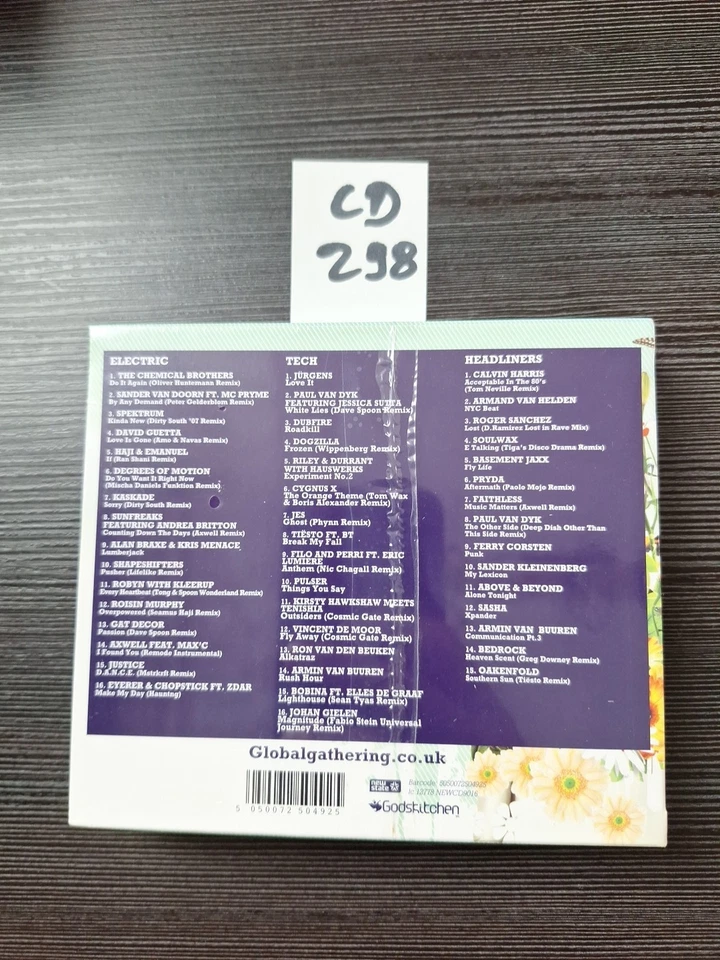 CD
298
ELECTRIC
1. THE CHEMICAL BROTHERS
Do It Again (Oliver Huntemann Remix)
2. SANDER VAN DOORN FT. MC PRYME
By Any Demand (Peter Gelderblom Remix)
3. SPEKTRUM
Kinda New (Dirty South '07 Remix)
4. DAVID GUETTA
Love Is Gone (Amo & Navas Remix)
5. HAJI & EMANUEL
If (Ran Shani Remix)
6. DEGREES OF MOTION
Do You Want It Right Now
(Mischa Daniels Funktion Remix)
7. KASKADE
Sorry (Dirty South Remix)
8. SUNFREAKS
FEATURING ANDREA BRITTON
Counting Down The Days (Axwell Remix)
9. ALAN BRAXE & KRIS MENACE
Lumberjack
10. SHAPESHIFTERS
Pusher (Lifelike Remix)
11. ROBYN WITH KLEERUP
Every Heartbeat (Tong & Spoon Wonderland Remix)
12. ROISIN MURPHY
Overpowered (Seamus Haji Remix)
13. GAT DECOR
Passion (Dave Spoon Remix)
14. AXWELL FEAT. MAX'C
I Found You (Remode Instrumental)
15. JUSTICE
D.A.N.C.E. (Mstrkrft Remix)
16. EYERER & CHOPSTICK FT. ZDAR
Make My Day (Haunting)
TECH
1. JÜRGENS
Love It
2. PAUL VAN DYK
FEATURING JESSICA SUTTA
White Lies (Dave Spoon Remix)
3. DUBFIRE
Roadkill
4. DOGZILLA
Frozen (Wippenberg Remix)
5. RILEY & DURRANT
WITH HAUSWERKS
Experiment No.2
6. CYGNUS X
The Orange Theme (Tom Wax
& Boris Alexander Remix)
7. JES
Ghost (Phynn Remix)
8. TIËSTO FT. BT
Break My Fall
9. FILO AND PERRI FT. ERIC
LUMIERE
Anthem (Nic Chagall Remix)
10. PULSER
Things You Say
11. KIRSTY HAWKSHAW MEETS
TENISHIA
Outsiders (Cosmic Gate Remix)
12. VINCENT DE MOOR
Fly Away (Cosmic Gate Remix)
13. RON VAN DEN BEUKEN
Alkatraz
14. ARMIN VAN BUUREN
Rush Hour
15. BOBINA FT. ELLES DE GRAAF
Lighthouse (Sean Tyas Remix)
16. JOHAN GIELEN
Magnitude (Fabio Stein Universal
Journey Remix)
HEADLINERS
1. CALVIN HARRIS
Acceptable In The 80's
(Tom Neville Remix)
2. ARMAND VAN HELDEN
NYC Beat
3. ROGER SANCHEZ
Lost (D.Ramirez Lost in Rave Mix)
4. SOULWAX
E Talking (Tiga's Disco Drama Remix)
5. BASEMENT JAXX
Fly Life
6. PRYDA
Aftermath (Paolo Mojo Remix)
7. FAITHLESS
Music Matters (Axwell Remix)
8. PAUL VAN DYK
The Other Side (Deep Dish Other Than
This Side Remix)
9. FERRY CORSTEN
Punk
10. SANDER KLEINENBERG
My Lexicon
11. ABOVE & BEYOND
Alone Tonight
12. SASHA
Xpander
13. ARMIN VAN BUUREN
Communication Pt.3
14. BEDROCK
Heaven Scent (Greg Downey Remix)
15. OAKENFOLD
Southern Sun (Tiësto Remix)
Globalgathering.co.uk
5 050072 504925
new state
Barcode: 5050072504925
lc 12779 NEWCD9016
Godskitchen